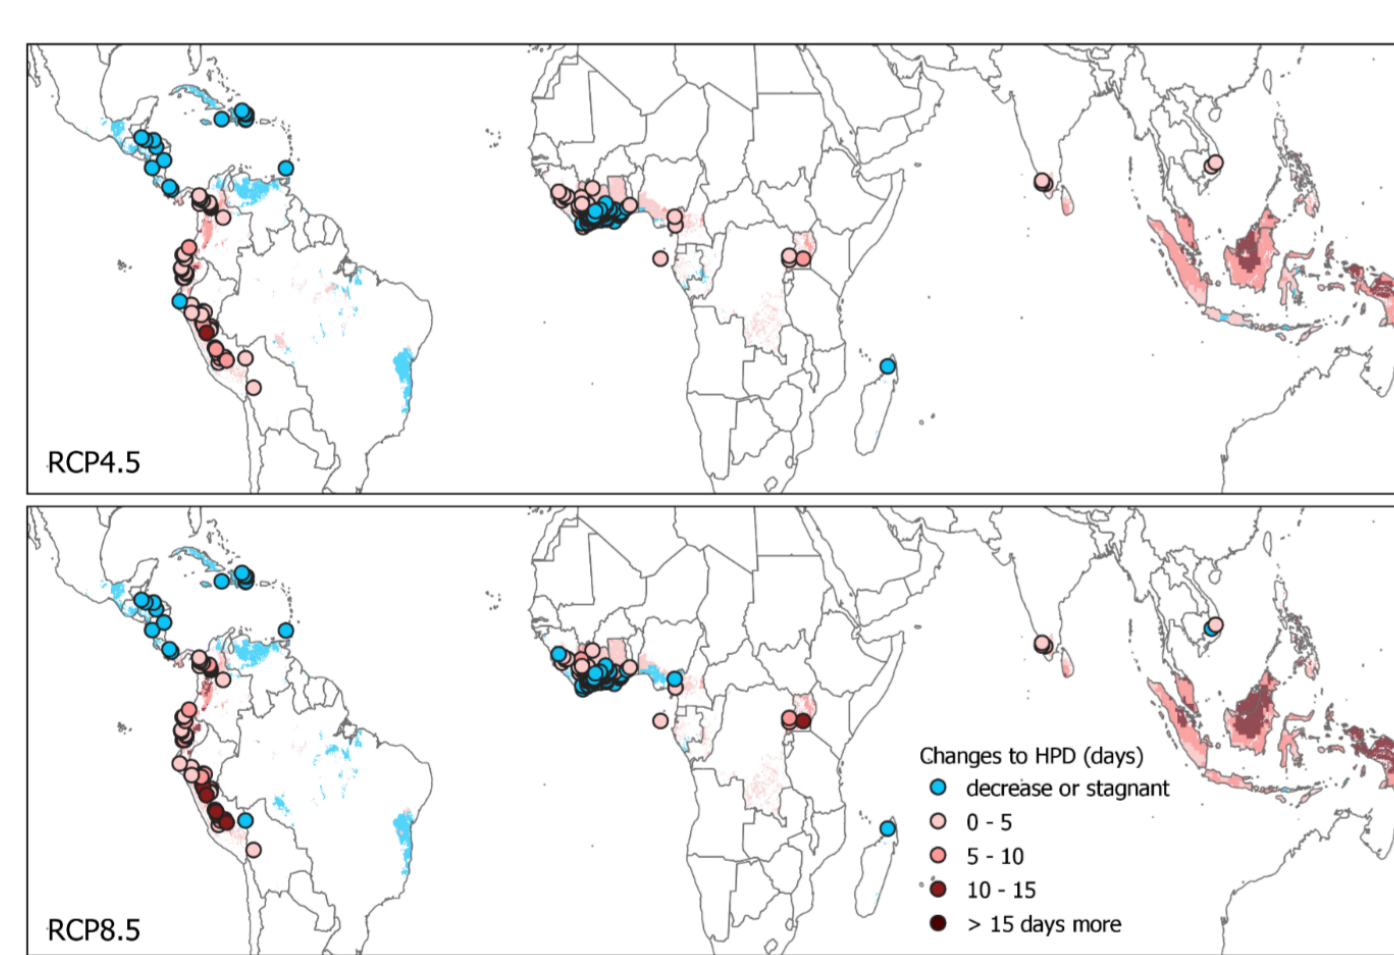 RCP4.5
Changes to HPD (days)
decrease or stagnant
0 - 5
5 - 10
10 - 15
> 15 days more
RCP8.5